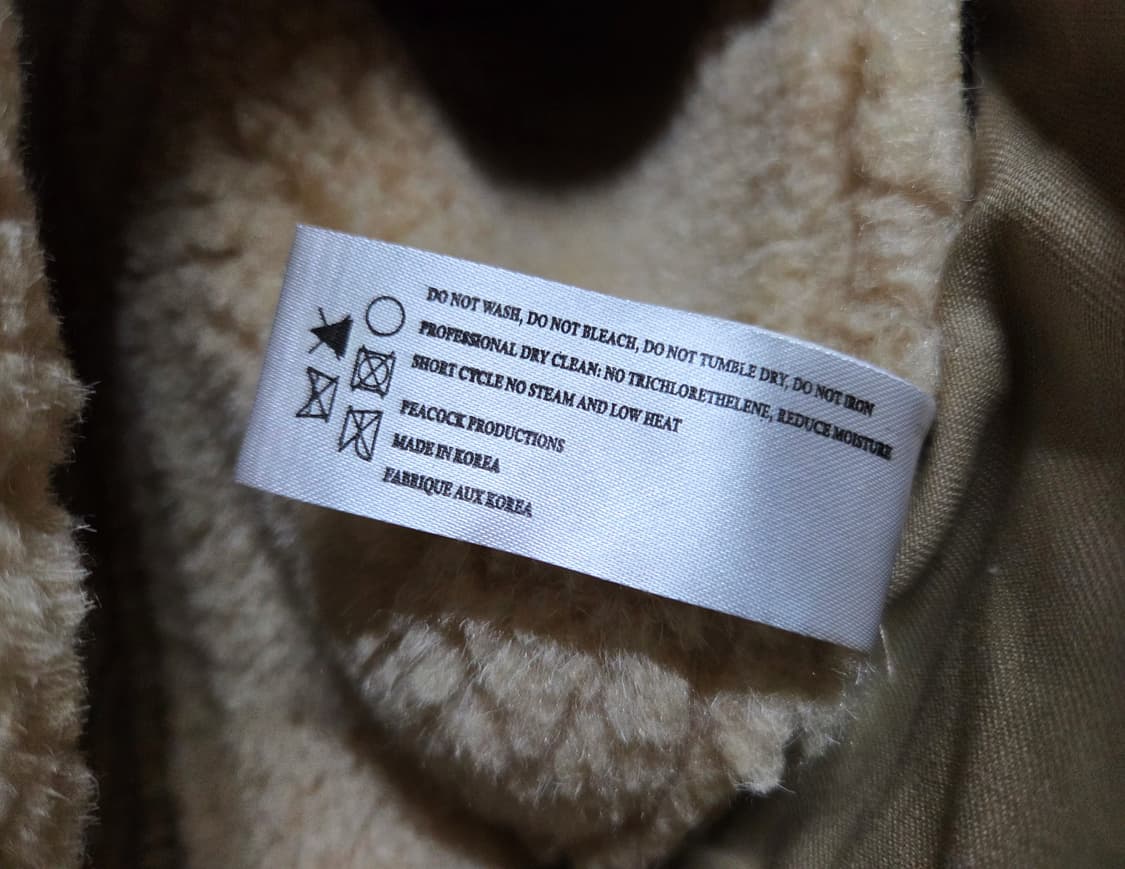 DO NOT WASH, DO NOT BLEACH, DO NOT TUMBLE DRY, DO NOT IRON
PROFESSIONAL DRY CLEAN: NO TRICHLORETHELENE, REDUCE MOISTURE
SHORT CYCLE NO STEAM AND LOW HEAT
PEACOCK PRODUCTIONS
MADE IN KOREA
FABRIQUE AUX KOREA